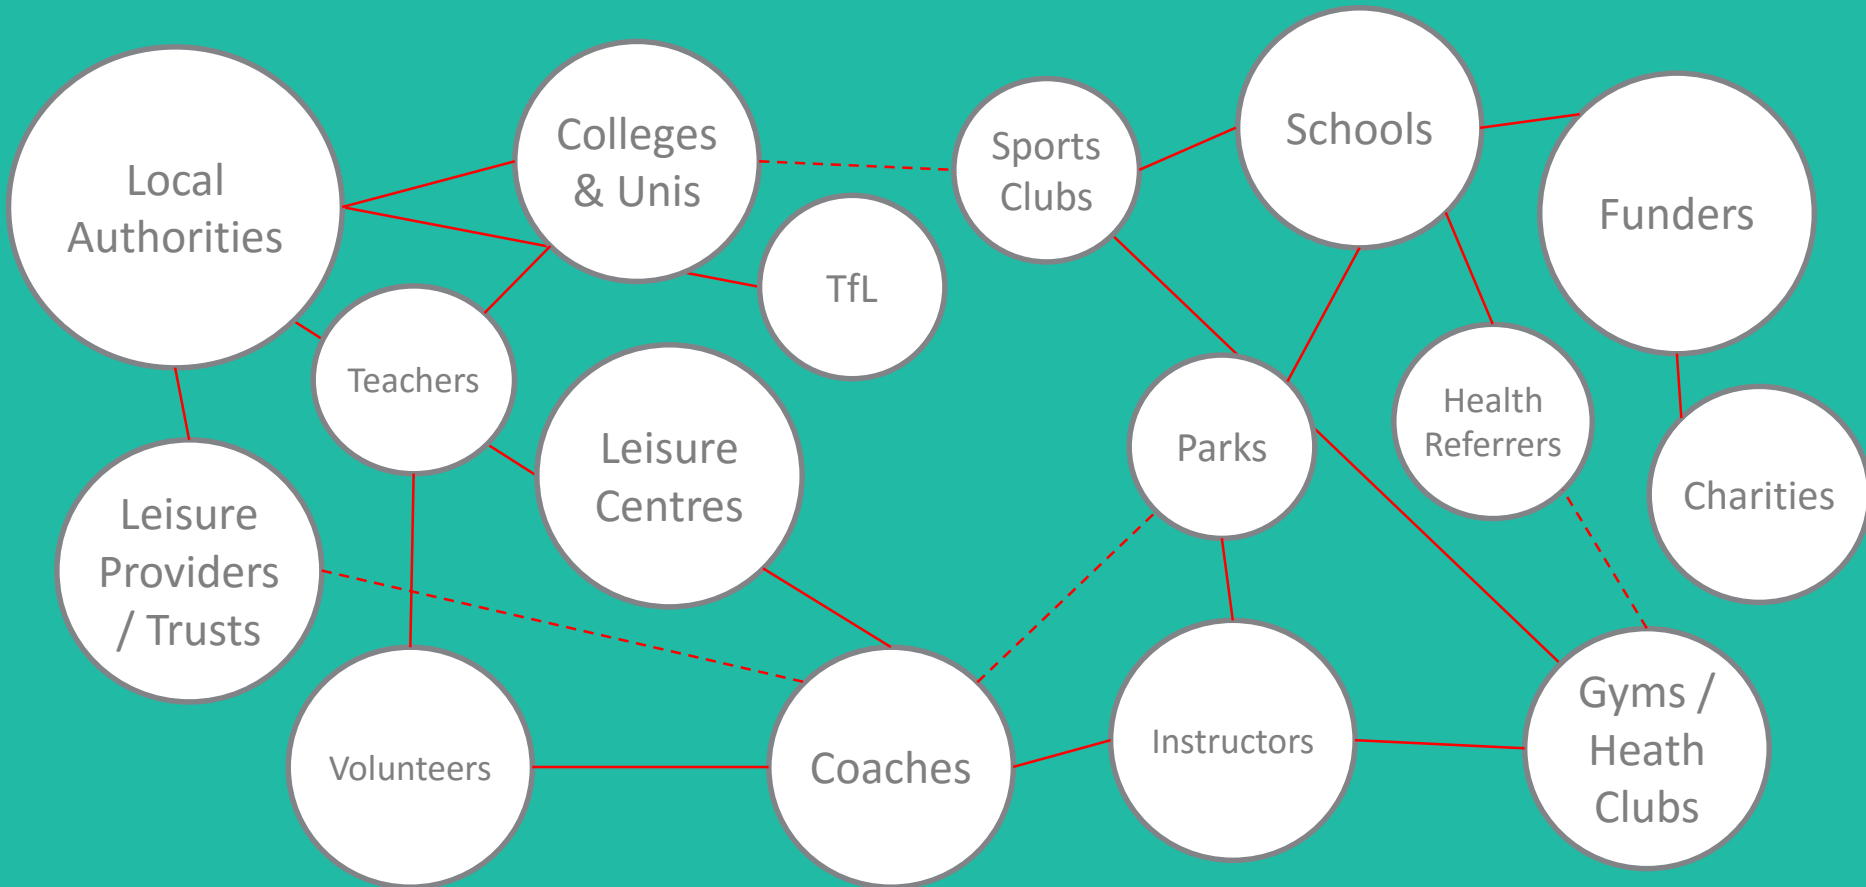 Local
Authorities
Colleges
& Unis
Sports
Clubs
Schools
Funders
TfL
Teachers
Leisure
Centres
Parks
Health
Referrers
Charities
Leisure
Providers
/ Trusts
Volunteers
Coaches
Instructors
Gyms /
Heath
Clubs